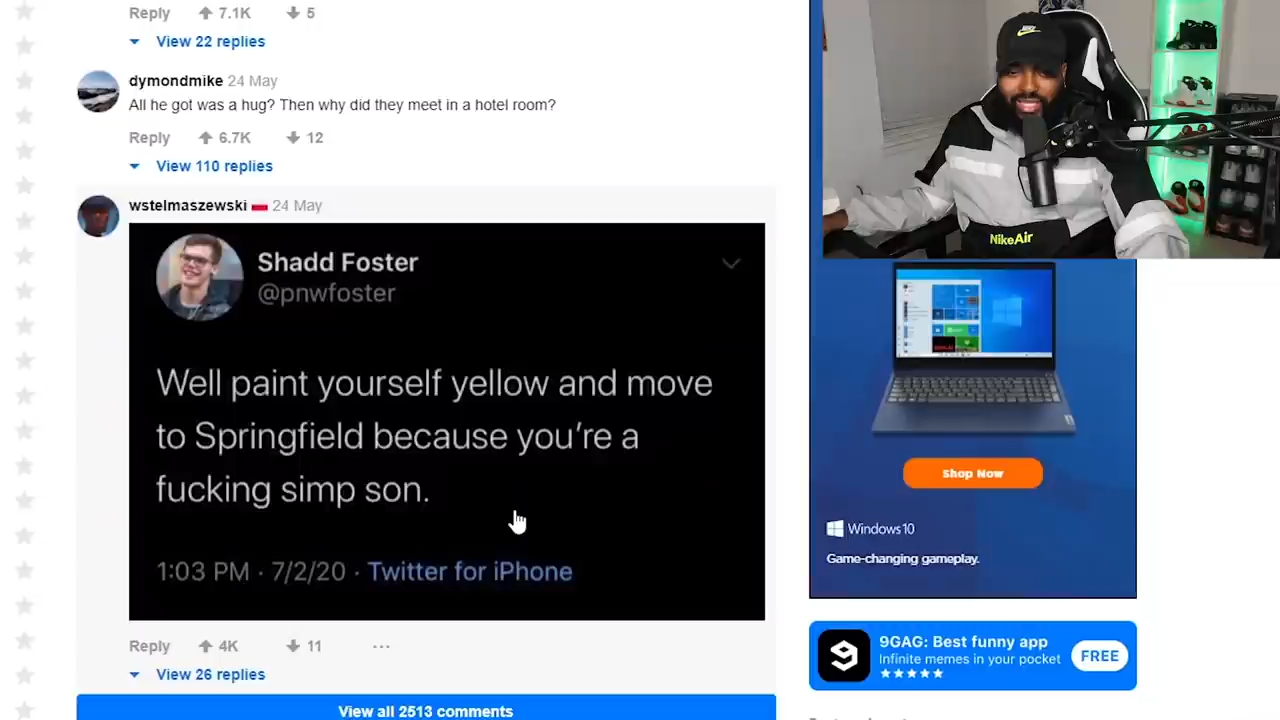 Reply 7.1K 5
View 22 replies
dymondmike 24 May
All he got was a hug? Then why did they meet in a hotel room?
Reply 6.7K 12
View 110 replies
wstelmaszewski 24 May
Shadd Foster
@pnwfoster
Well paint yourself yellow and move
to Springfield because you're a
fucking simp son.
1:03 PM · 7/2/20 · Twitter for iPhone
Reply 4K 11 ...
View 26 replies
View all 2513 comments
NikeAir
Shop Now
Windows 10
Game-changing gameplay.
9GAG: Best funny app
Infinite memes in your pocket
FREE